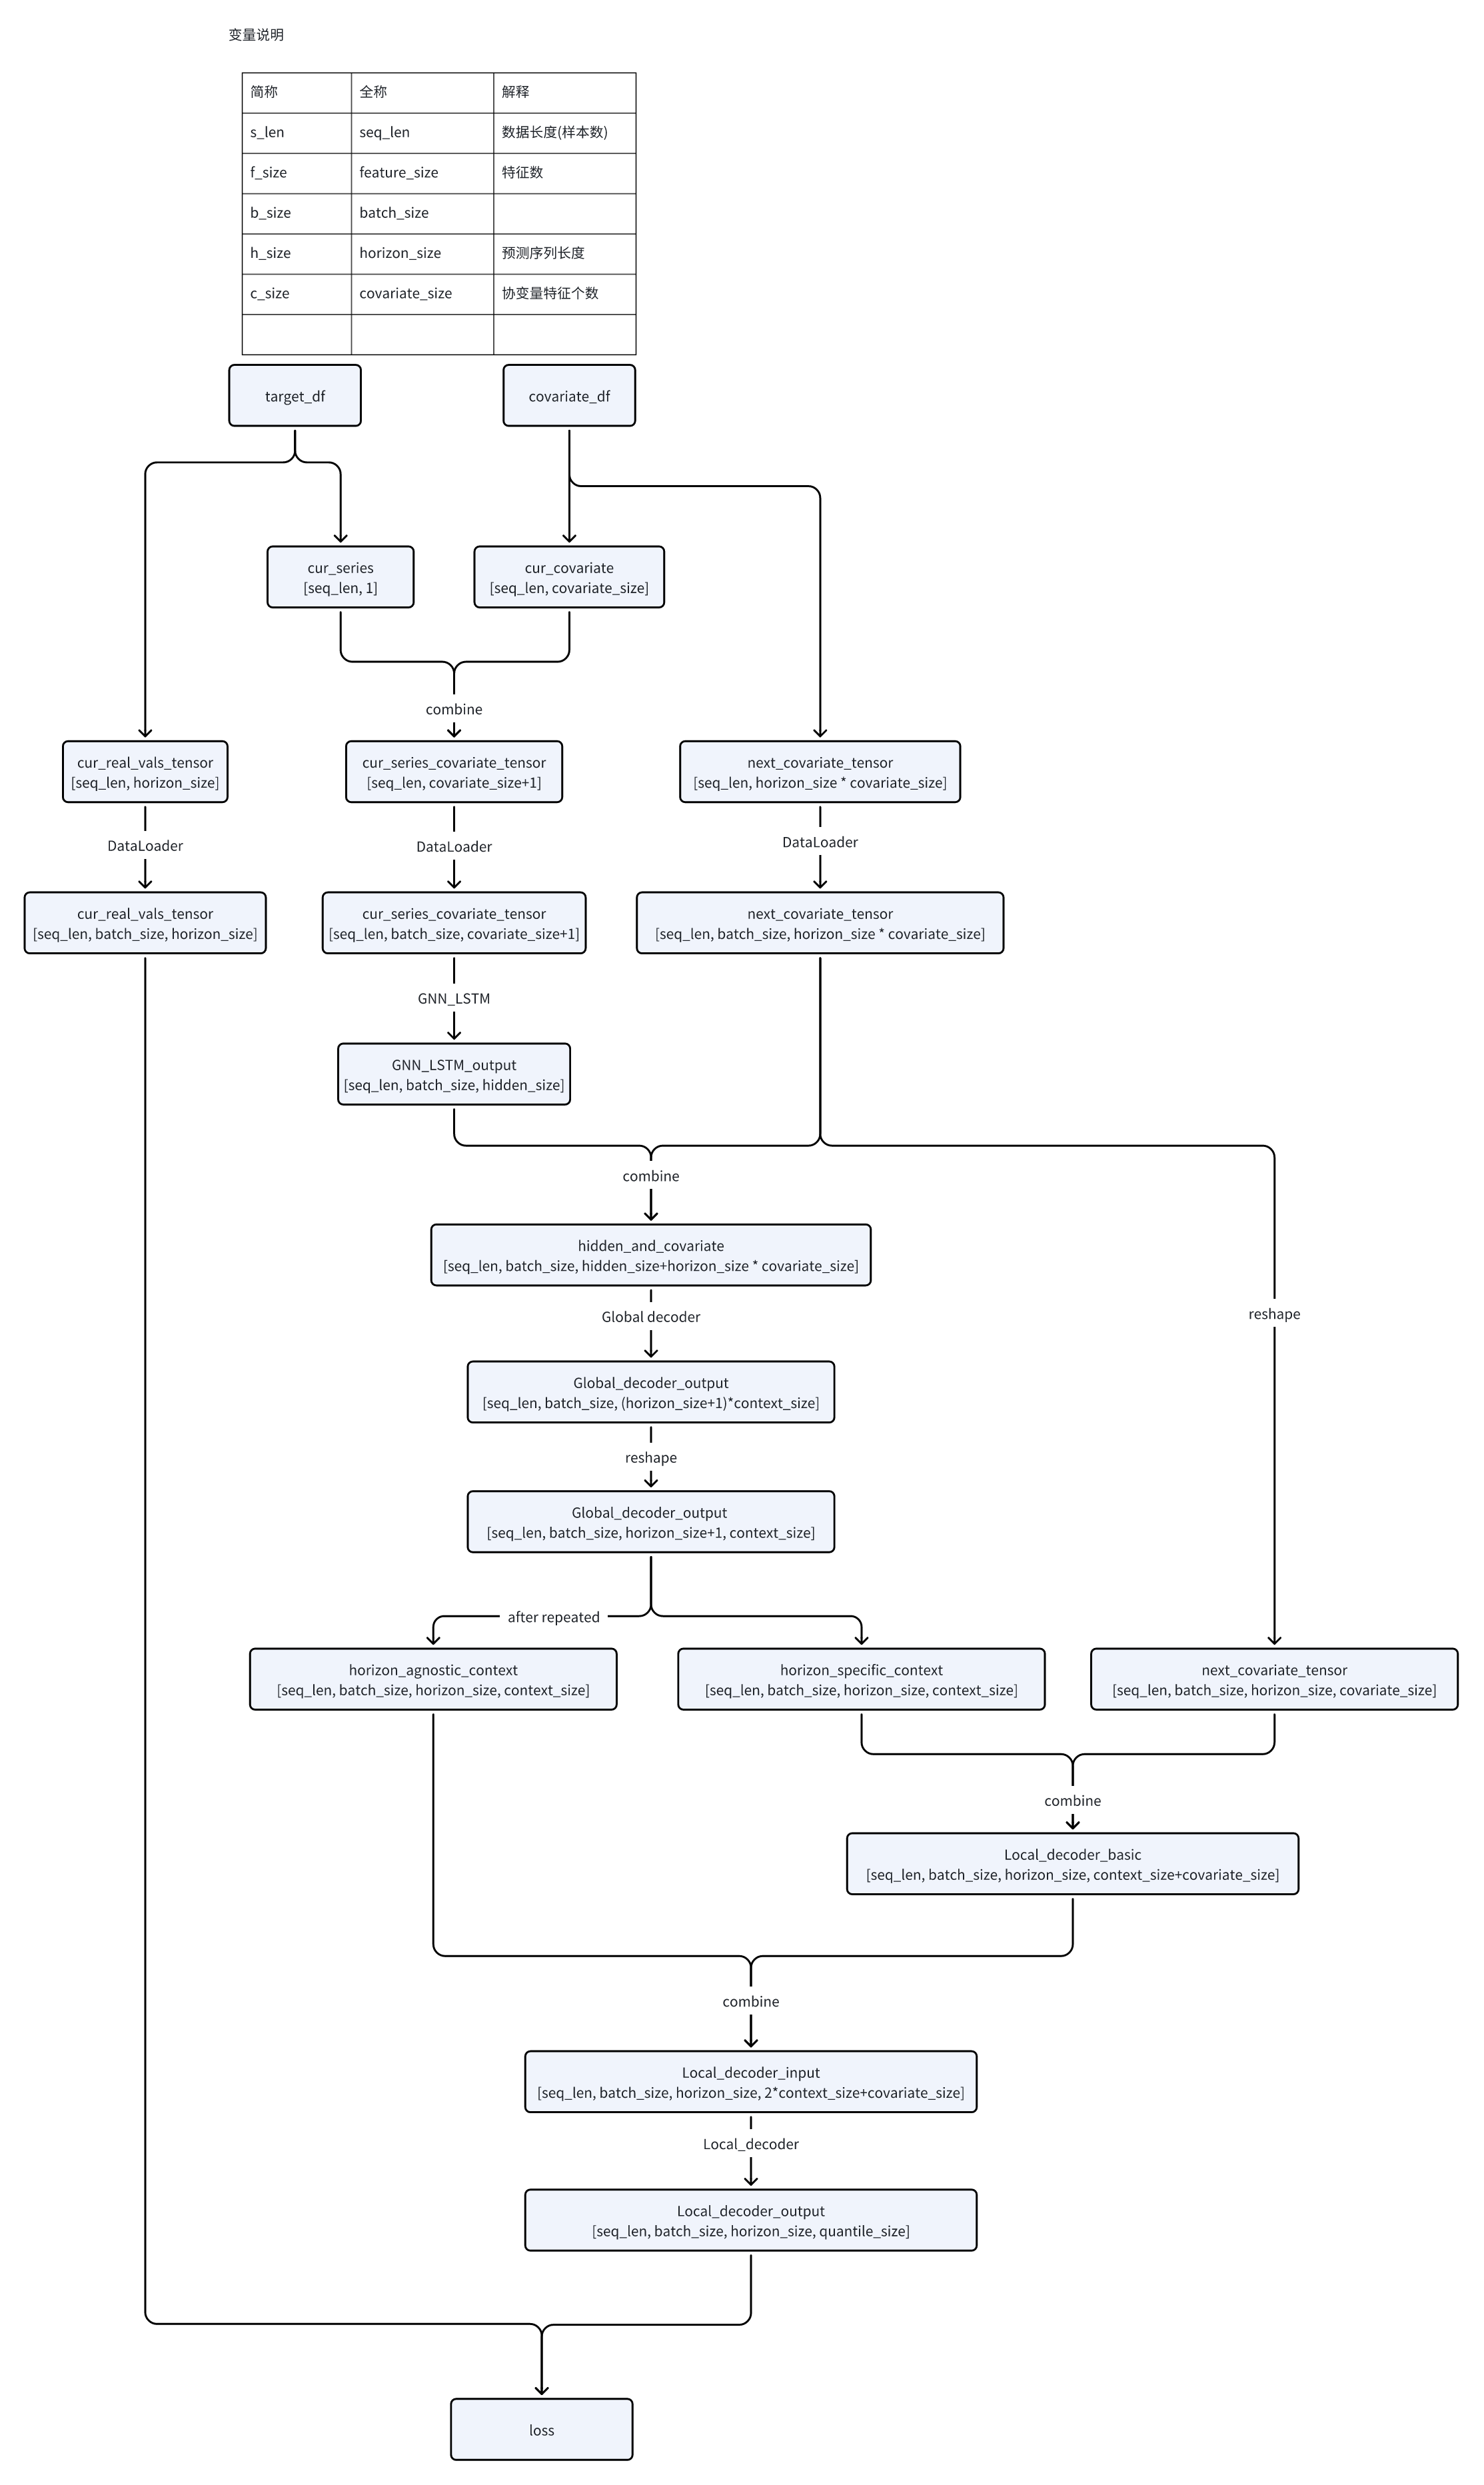 变量说明
简称 全称 解释
s_len seq_len 数据长度(样本数)
f_size feature_size 特征数
b_size batch_size
h_size horizon_size 预测序列长度
c_size covariate_size 协变量特征个数
target_df
covariate_df
cur_series
[seq_len, 1]
cur_covariate
[seq_len, covariate_size]
combine
cur_real_vals_tensor
[seq_len, horizon_size]
cur_series_covariate_tensor
[seq_len, covariate_size+1]
next_covariate_tensor
[seq_len, horizon_size * covariate_size]
DataLoader
DataLoader
DataLoader
cur_real_vals_tensor
[seq_len, batch_size, horizon_size]
cur_series_covariate_tensor
[seq_len, batch_size, covariate_size+1]
next_covariate_tensor
[seq_len, batch_size, horizon_size * covariate_size]
GNN_LSTM
GNN_LSTM_output
[seq_len, batch_size, hidden_size]
combine
hidden_and_covariate
[seq_len, batch_size, hidden_size+horizon_size * covariate_size]
Global decoder
reshape
Global_decoder_output
[seq_len, batch_size, (horizon_size+1)*context_size]
reshape
Global_decoder_output
[seq_len, batch_size, horizon_size+1, context_size]
after repeated
horizon_agnostic_context
[seq_len, batch_size, horizon_size, context_size]
horizon_specific_context
[seq_len, batch_size, horizon_size, context_size]
next_covariate_tensor
[seq_len, batch_size, horizon_size, covariate_size]
combine
Local_decoder_basic
[seq_len, batch_size, horizon_size, context_size+covariate_size]
combine
Local_decoder_input
[seq_len, batch_size, horizon_size, 2*context_size+covariate_size]
Local_decoder
Local_decoder_output
[seq_len, batch_size, horizon_size, quantile_size]
loss